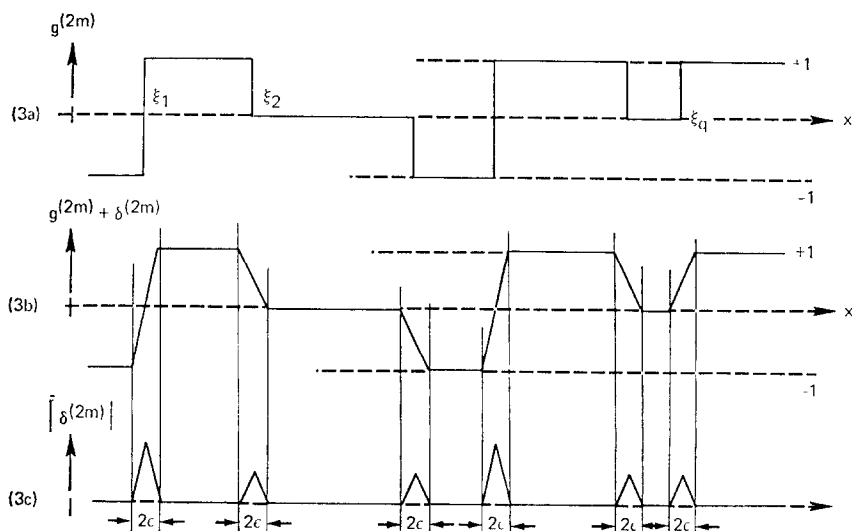 g(2m)
+1
ξ1 ξ2
(3a) x
ξq
-1
g(2m) + δ(2m)
+1
(3b) x
-1
|δ(2m)|
(3c)
2ϵ 2ϵ 2ϵ 2ϵ 2ϵ 2ϵ